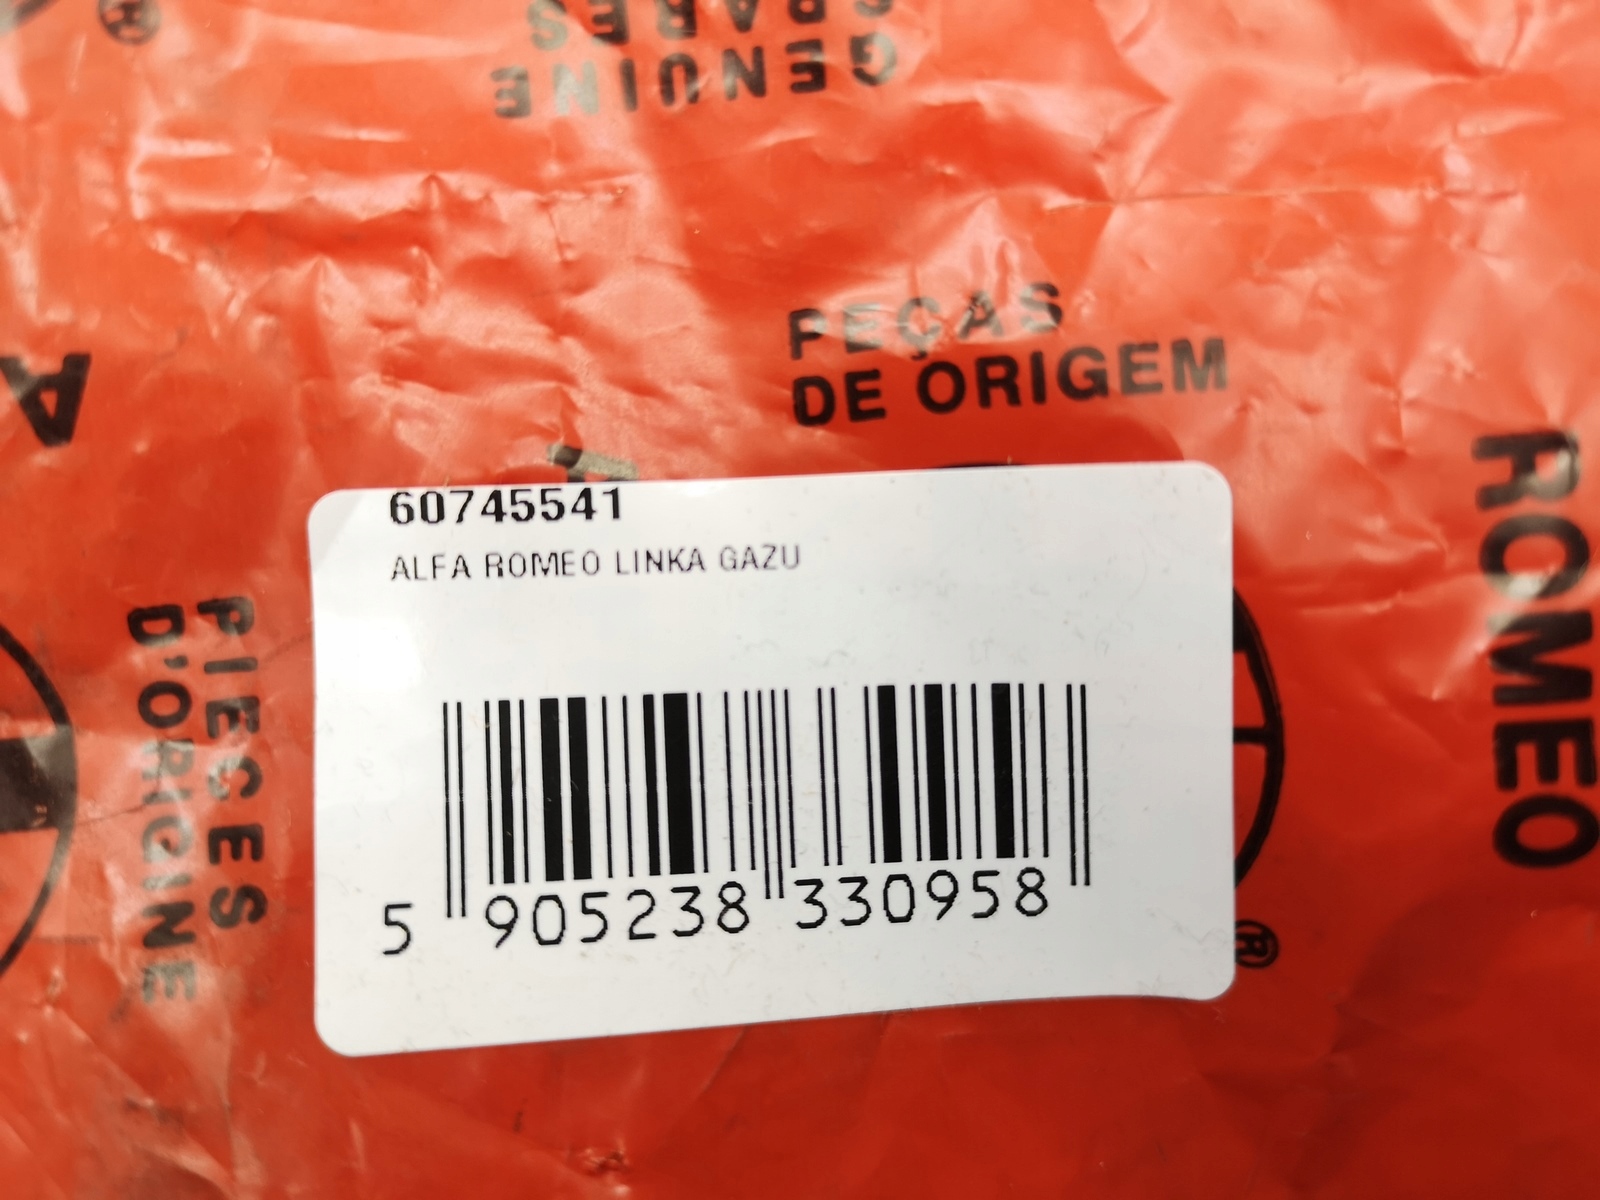 GENUINE
SPARES
PEÇAS
DE ORIGEM
ROMEO
PIECES
D'ORIGINE
A
60745541
ALFA ROMEO LINKA GAZU
5 905238 330958
®
®